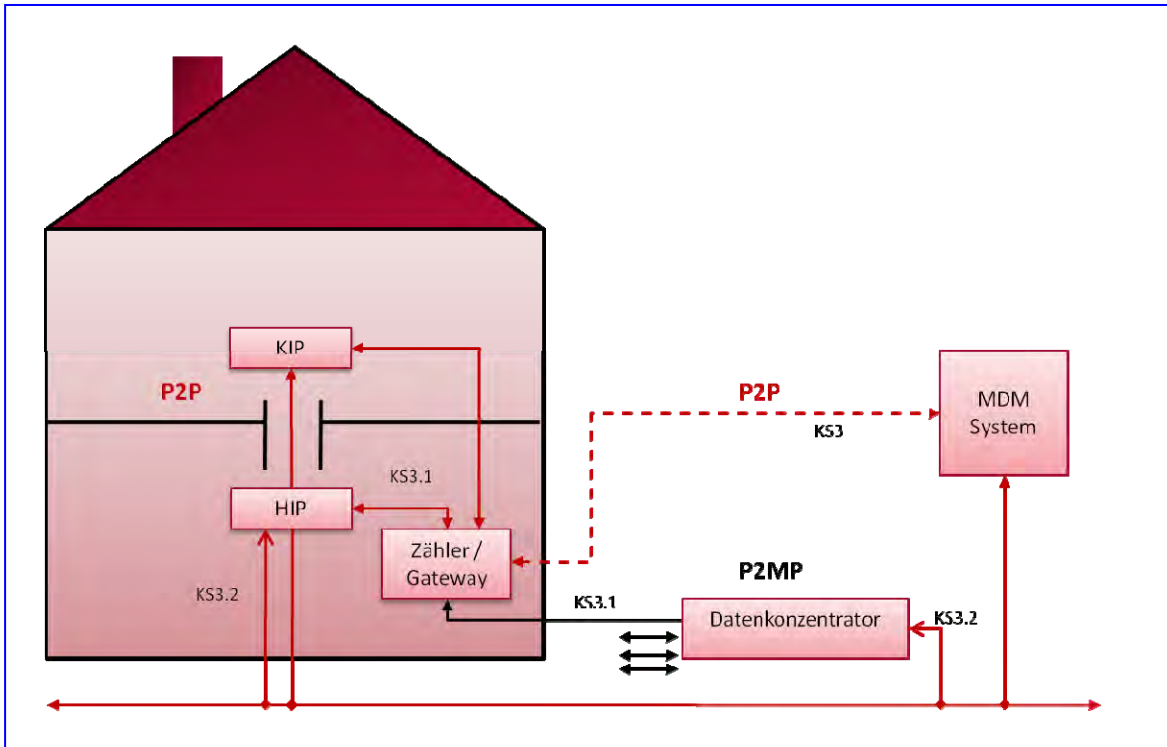 KIP
P2P
P2P
KS3
MDM
System
KS3.1
HIP
Zähler /
Gateway
KS3.2
P2MP
KS3.1
Datenkonzentrator
KS3.2